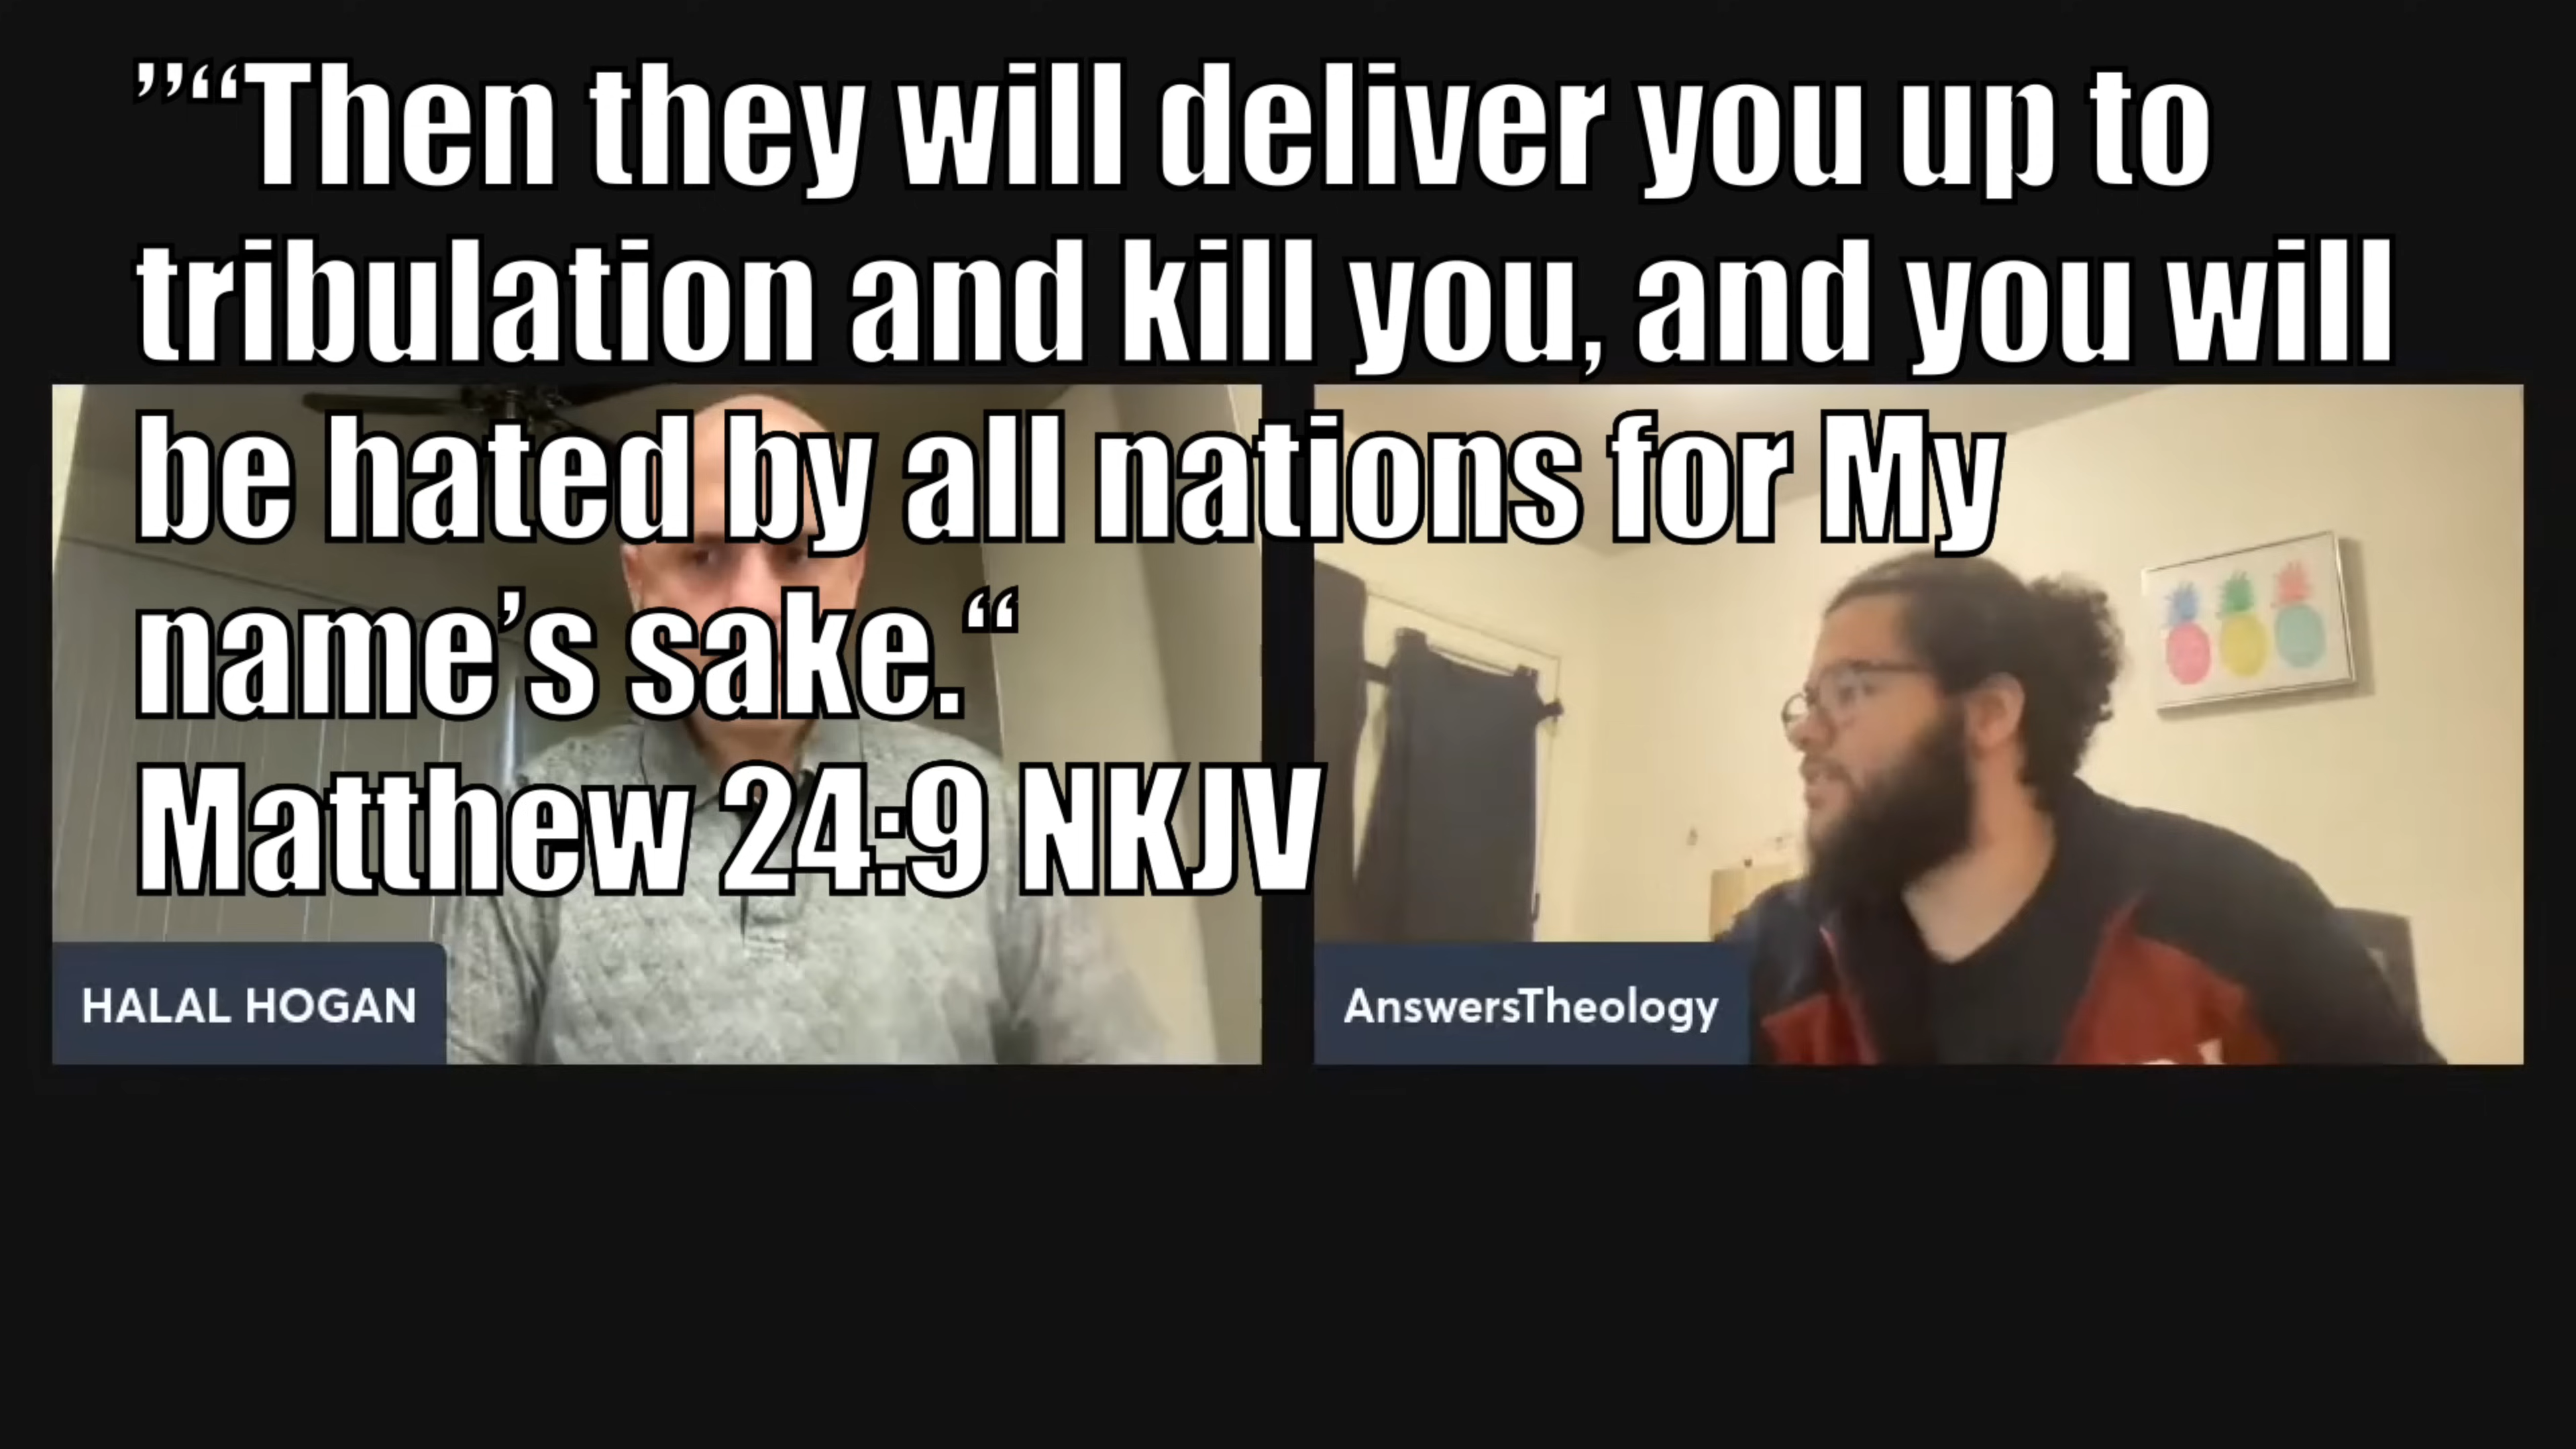 ”“Then they will deliver you up to
tribulation and kill you, and you will
be hated by all nations for My
name’s sake.“
Matthew 24:9 NKJV
HALAL HOGAN
AnswersTheology